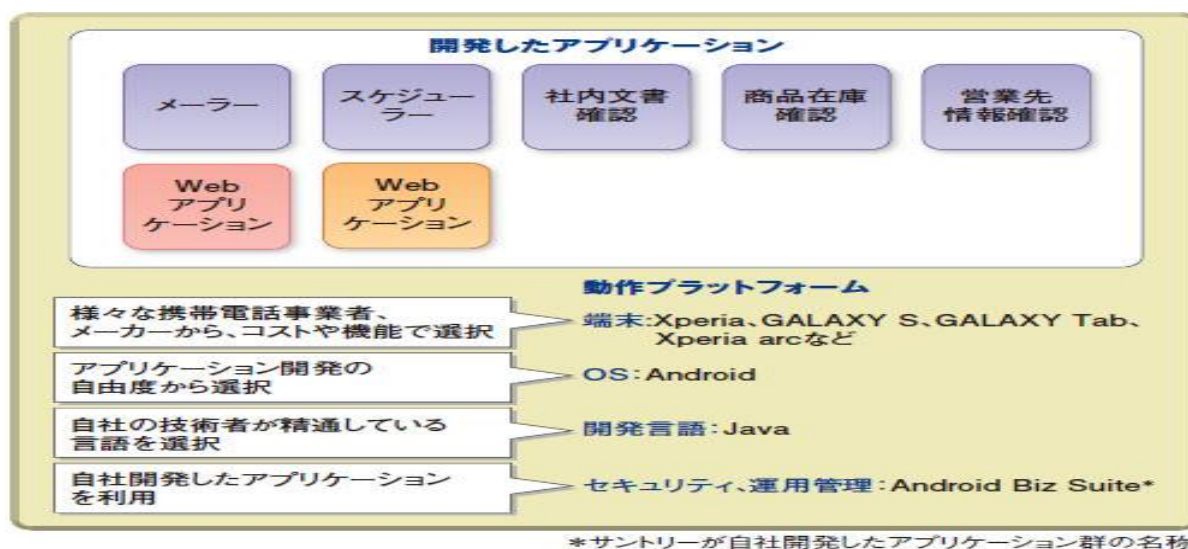 開発したアプリケーション
メーラー
スケジュー
ラー
社内文書
確認
商品在庫
確認
営業先
情報確認
Web
アプリ
ケーション
Web
アプリ
ケーション
動作プラットフォーム
様々な携帯電話事業者、
メーカーから、コストや機能で選択
端末:Xperia、GALAXY S、GALAXY Tab、
Xperia arcなど
アプリケーション開発の
自由度から選択
OS：Android
自社の技術者が精通している
言語を選択
開発言語：Java
自社開発したアプリケーション
を利用
セキュリティ、運用管理：Android Biz Suite*
＊サントリーが自社開発したアプリケーション群の名称